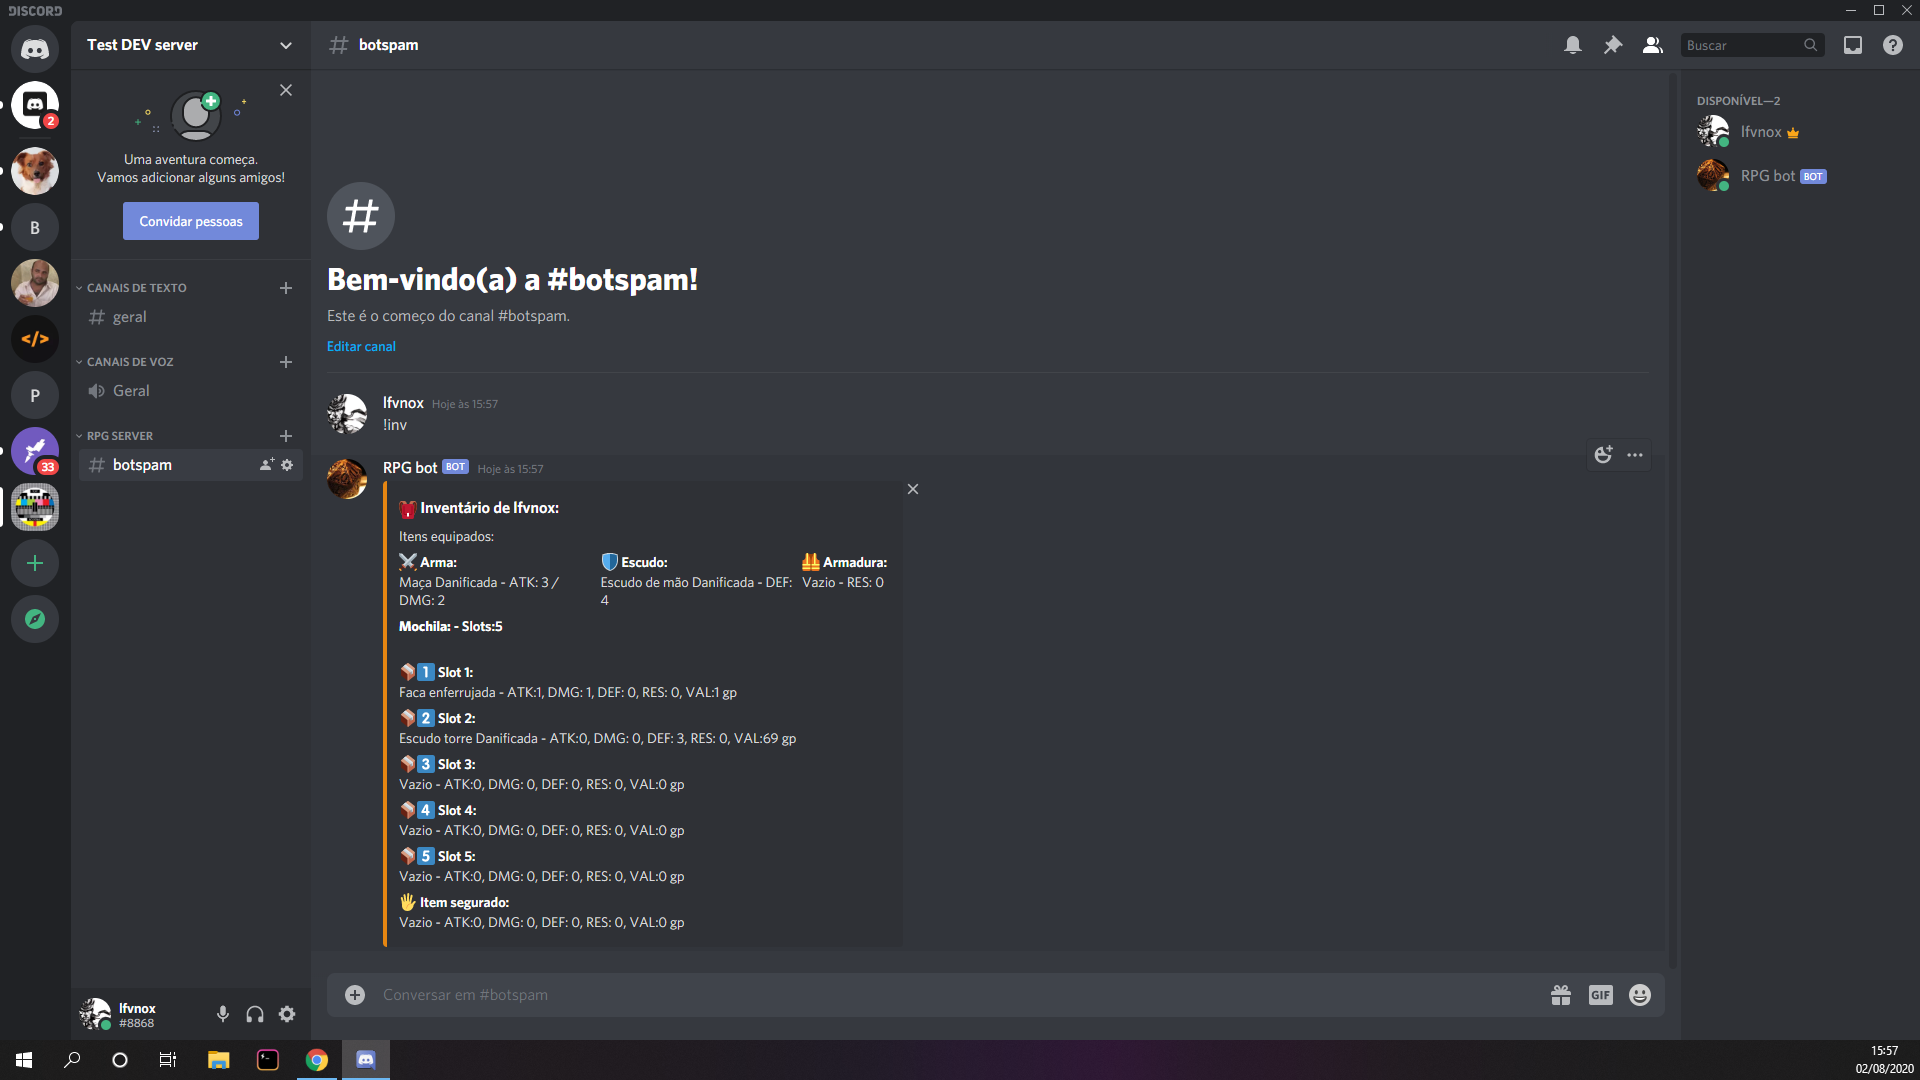 DISCORD
Test DEV server
botspam
Buscar
2
Uma aventura começa.
Vamos adicionar alguns amigos!
Convidar pessoas
B
CANAIS DE TEXTO
geral
</>
CANAIS DE VOZ
Geral
P
33
RPG SERVER
botspam
Bem-vindo(a) a #botspam!
Este é o começo do canal #botspam.
Editar canal
lfvnox Hoje às 15:57
!inv
RPG bot BOT Hoje às 15:57
Inventário de lfvnox:
Itens equipados:
Arma:
Maça Danificada - ATK: 3 /
DMG: 2
Escudo:
Escudo de mão Danificada - DEF:
4
Armadura:
Vazio - RES: 0
Mochila: - Slots:5
1 Slot 1:
Faca enferrujada - ATK:1, DMG: 1, DEF: 0, RES: 0, VAL:1 gp
2 Slot 2:
Escudo torre Danificada - ATK:0, DMG: 0, DEF: 3, RES: 0, VAL:69 gp
3 Slot 3:
Vazio - ATK:0, DMG: 0, DEF: 0, RES: 0, VAL:0 gp
4 Slot 4:
Vazio - ATK:0, DMG: 0, DEF: 0, RES: 0, VAL:0 gp
5 Slot 5:
Vazio - ATK:0, DMG: 0, DEF: 0, RES: 0, VAL:0 gp
Item segurado:
Vazio - ATK:0, DMG: 0, DEF: 0, RES: 0, VAL:0 gp
Conversar em #botspam
GIF
DISPONÍVEL—2
lfvnox
RPG bot BOT
lfvnox
#8868
15:57
02/08/2020